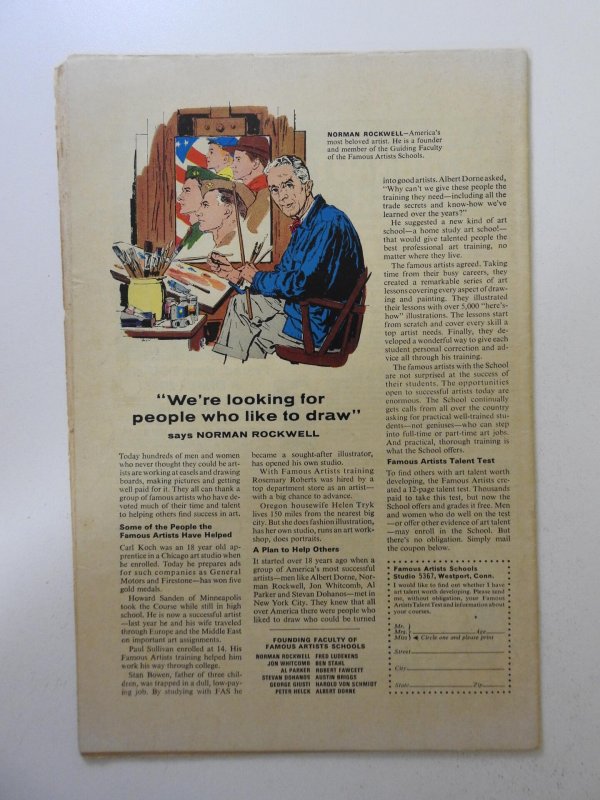 NORMAN ROCKWELL—America's
most beloved artist. He is a founder
and member of the Guiding Faculty
of the Famous Artists Schools.
"We're looking for
people who like to draw"
says NORMAN ROCKWELL
Today hundreds of men and women
who never thought they could be art-
ists are working at easels and drawing
boards, making pictures and getting
well paid for it. They all can thank a
group of famous artists who have de-
voted much of their time and talent
to helping others find success in art.
Some of the People the
Famous Artists Have Helped
Carl Koch was an 18 year old ap-
prentice in a Chicago art studio when
he enrolled. Today he prepares ads
for such companies as General
Motors and Firestone—has won five
gold medals.
Howard Sanden of Minneapolis
took the Course while still in high
school. He is now a successful artist
—last year he and his wife traveled
through Europe and the Middle East
on important art assignments.
Paul Sullivan enrolled at 14. His
Famous Artists training helped him
work his way through college.
Stan Bowen, father of three chil-
dren, was trapped in a dull, low-pay-
ing job. By studying with FAS he
became a sought-after illustrator,
has opened his own studio.
With Famous Artists training
Rosemary Roberts was hired by a
top department store as an artist—
with a big chance to advance.
Oregon housewife Helen Tryk
lives 150 miles from the nearest big
city. But she does fashion illustration,
has her own studio, runs an art work-
shop, does portraits.
A Plan to Help Others
It started over 18 years ago when a
group of America's most successful
artists—men like Albert Dorne, Nor-
man Rockwell, Jon Whitcomb, Al
Parker and Stevan Dohanos—met in
New York City. They knew that all
over America there were people who
liked to draw who could be turned
FOUNDING FACULTY OF
FAMOUS ARTISTS SCHOOLS
NORMAN ROCKWELL FRED LUDEKENS
JON WHITCOMB BEN STAHL
AL PARKER ROBERT FAWCETT
STEVAN DOHANOS AUSTIN BRIGGS
GEORGE GIUSTI HAROLD VON SCHMIDT
PETER HELCK ALBERT DORNE
into good artists. Albert Dorne asked,
"Why can't we give these people the
training they need—including all the
trade secrets and know-how we've
learned over the years?"
He suggested a new kind of art
school—a home study art school—
that would give talented people the
best professional art training, no
matter where they live.
The famous artists agreed. Taking
time from their busy careers, they
created a remarkable series of art
lessons covering every aspect of draw-
ing and painting. They illustrated
their lessons with over 5,000 "here's-
how" illustrations. The lessons start
from scratch and cover every skill a
top artist needs. Finally, they de-
veloped a wonderful way to give each
student personal correction and ad-
vice all through his training.
The famous artists with the School
are not surprised at the success of
their students. The opportunities
open to successful artists today are
enormous. The School continually
gets calls from all over the country
asking for practical well-trained stu-
dents—not geniuses—who can step
into full-time or part-time art jobs.
And practical, thorough training is
what the School offers.
Famous Artists Talent Test
To find others with art talent worth
developing, the Famous Artists cre-
ated a 12-page talent test. Thousands
paid to take this test, but now the
School offers and grades it free. Men
and women who do well on the test
—or offer other evidence of art talent
—may enroll in the School. But
there's no obligation. Simply mail
the coupon below.
Famous Artists Schools
Studio 5367, Westport, Conn.
I would like to find out whether I have
art talent worth developing. Please send
me, without obligation, your Famous
Artists Talent Test and information about
your courses.
Mr.
Mrs. Age
Miss Circle one and please print
Street
City
State Zip